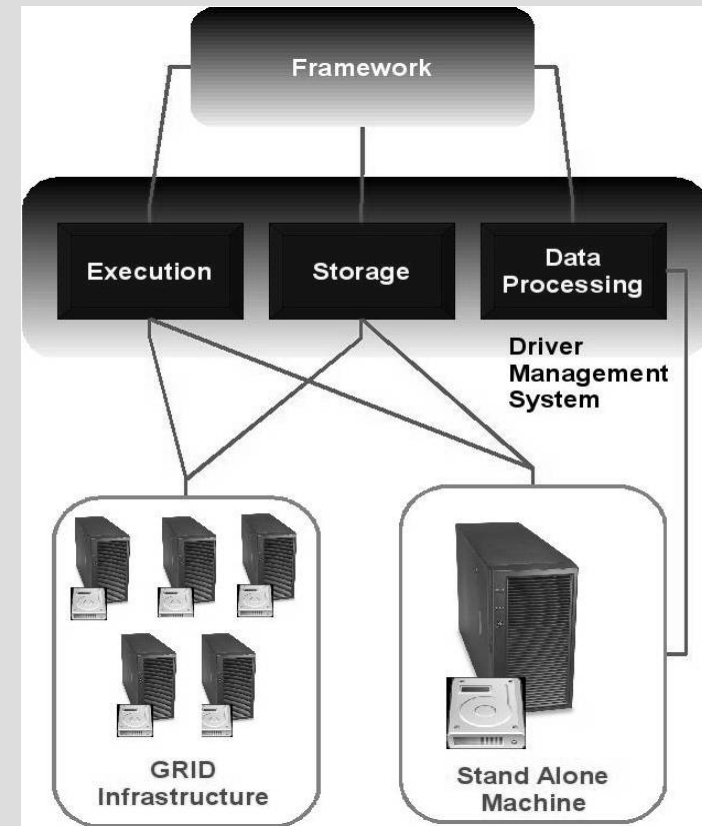 Framework
Execution
Storage
Data
Processing
Driver
Management
System
GRID
Infrastructure
Stand Alone
Machine